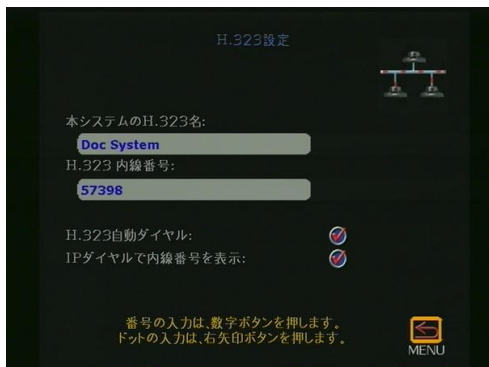 H.323設定
本システムのH.323名:
Doc System
H.323 内線番号:
57398
H.323自動ダイヤル:
IPダイヤルで内線番号を表示:
番号の入力は、数字ボタンを押します。
ドットの入力は、右矢印ボタンを押します。
MENU